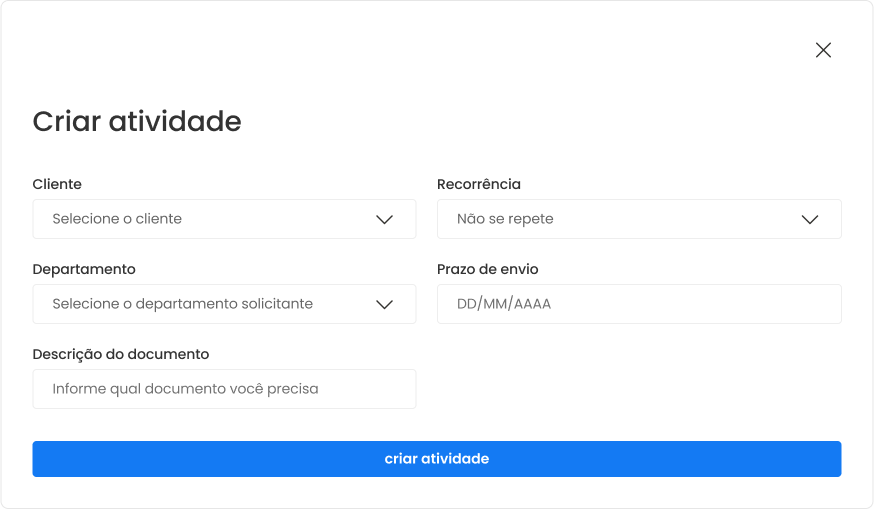 Criar atividade
Cliente
Selecione o cliente
Recorrência
Não se repete
Departamento
Selecione o departamento solicitante
Prazo de envio
DD/MM/AAAA
Descrição do documento
Informe qual documento você precisa
criar atividade